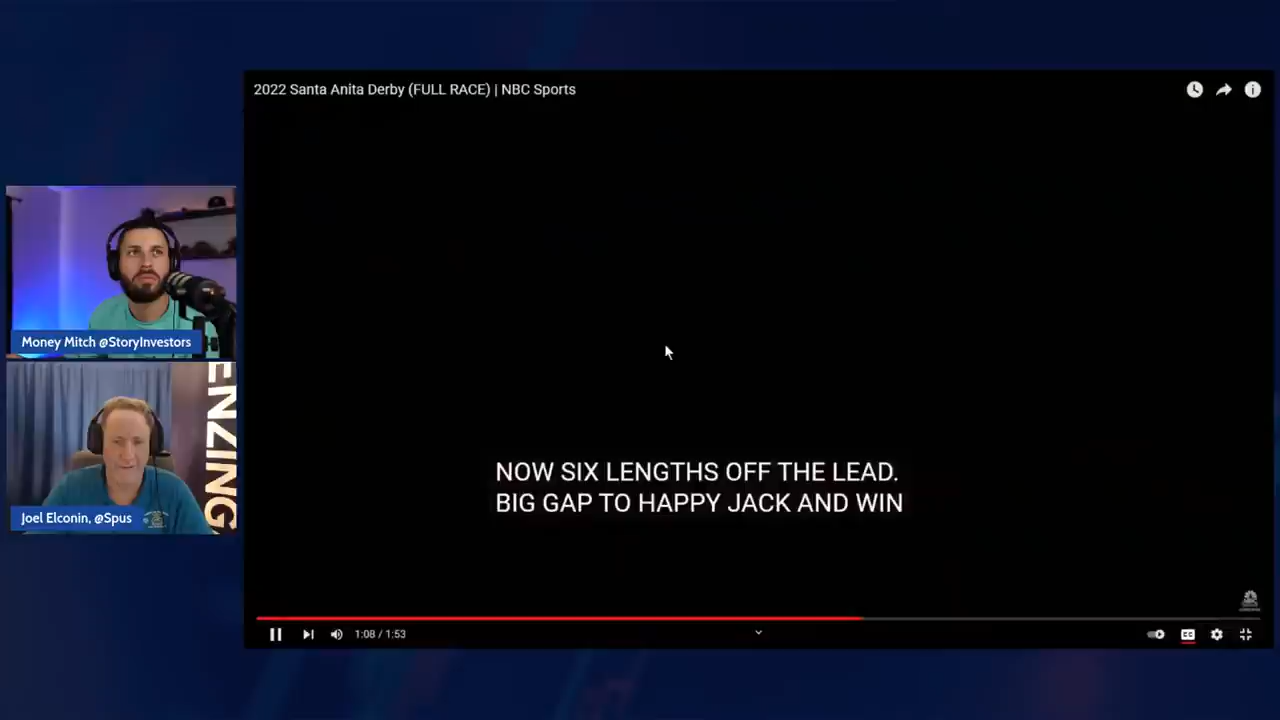 2022 Santa Anita Derby (FULL RACE) | NBC Sports
Money Mitch @StoryInvestors
ENZING
Joel Elconin, @Spus
NOW SIX LENGTHS OFF THE LEAD.
BIG GAP TO HAPPY JACK AND WIN
1:08 / 1:53
CC